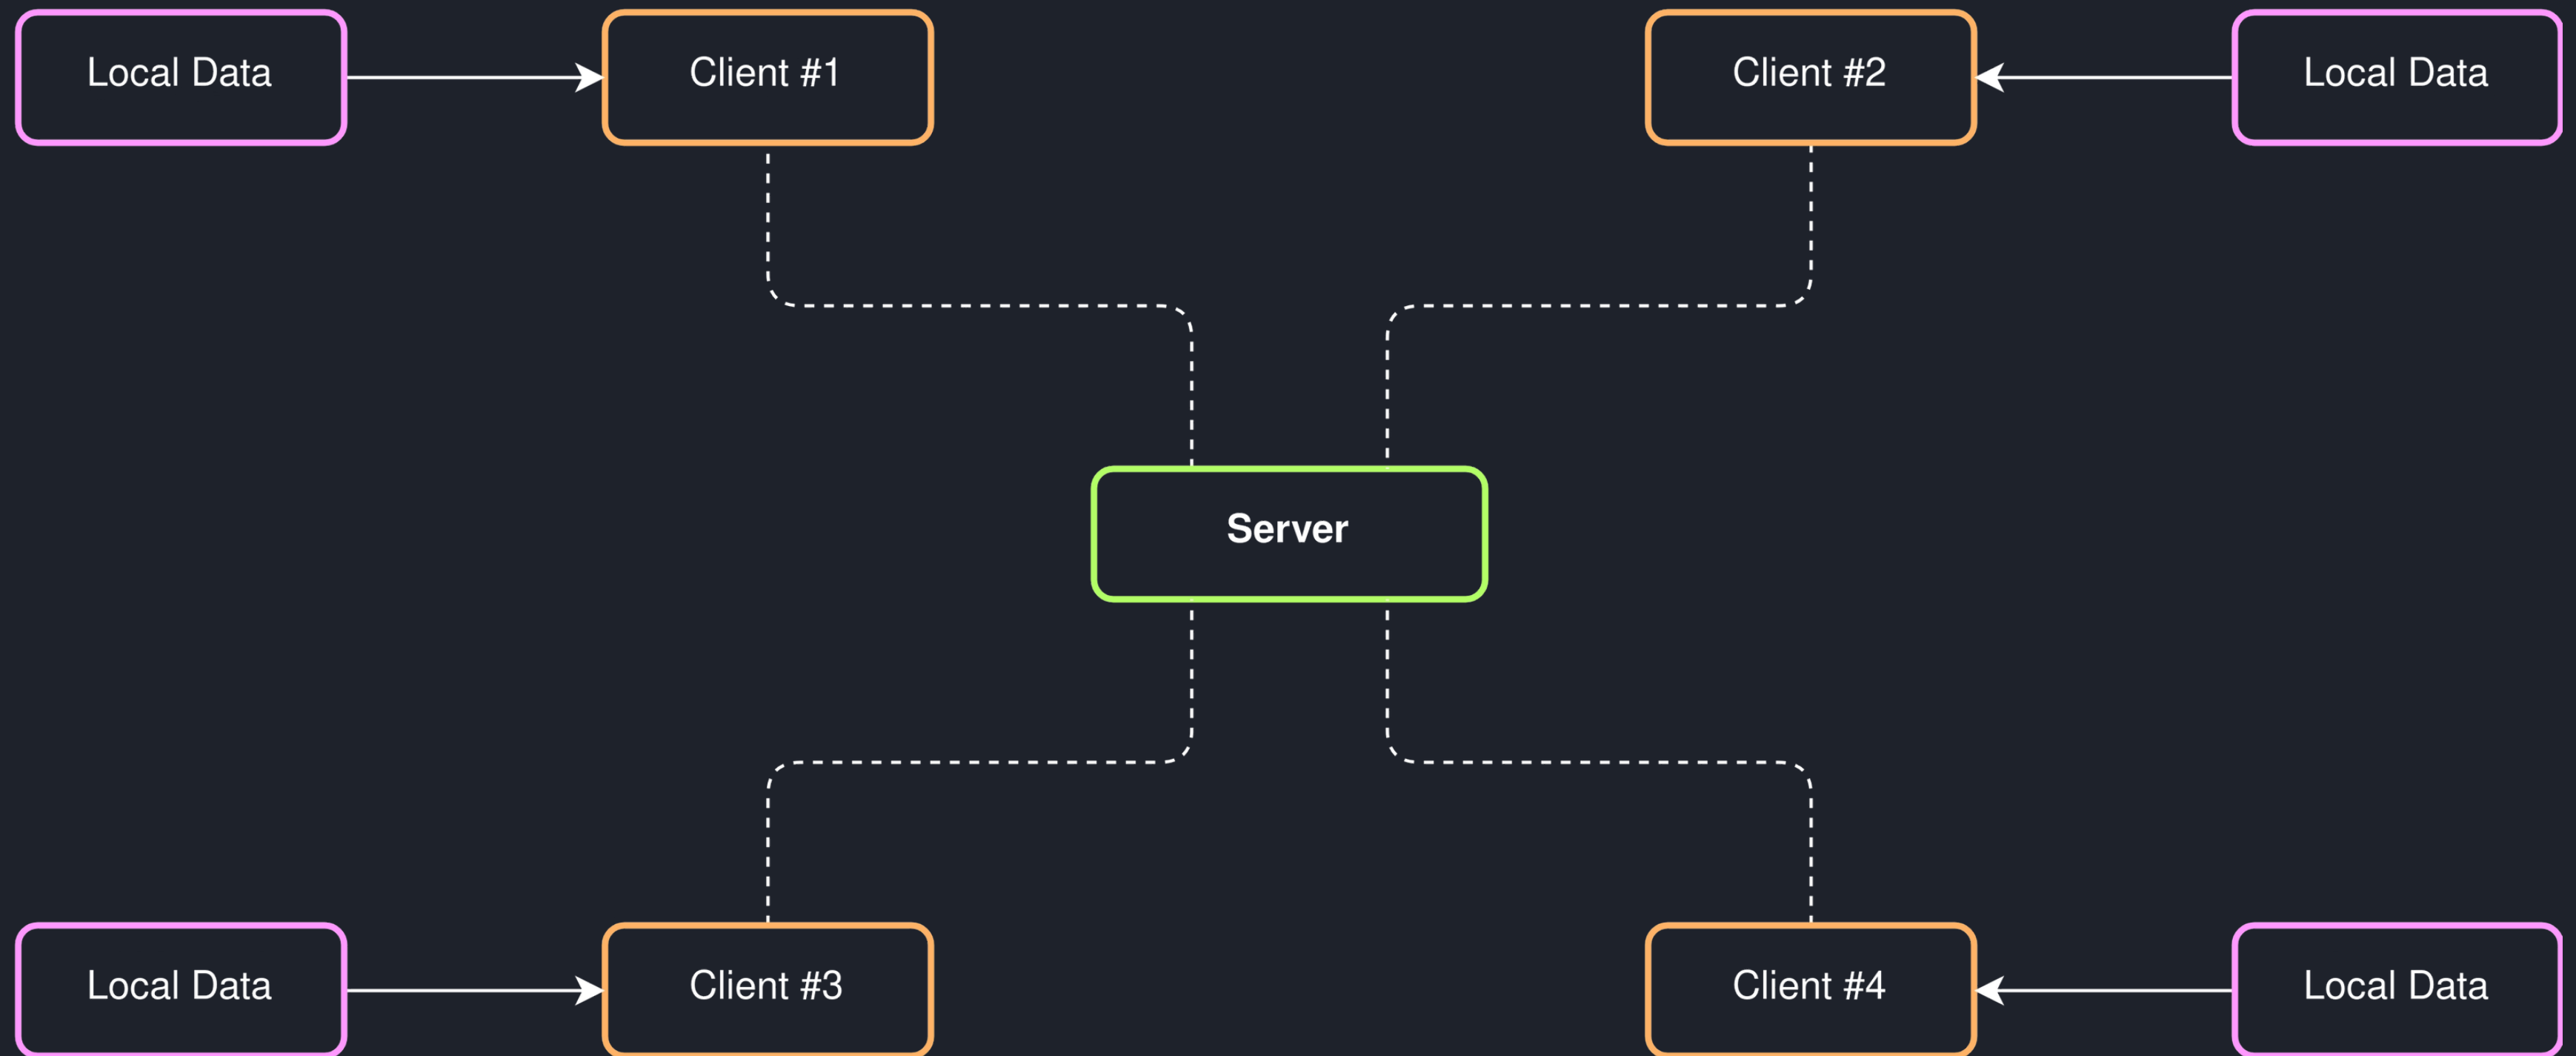 Local Data
Client #1
Client #2
Local Data
Server
Local Data
Client #3
Client #4
Local Data